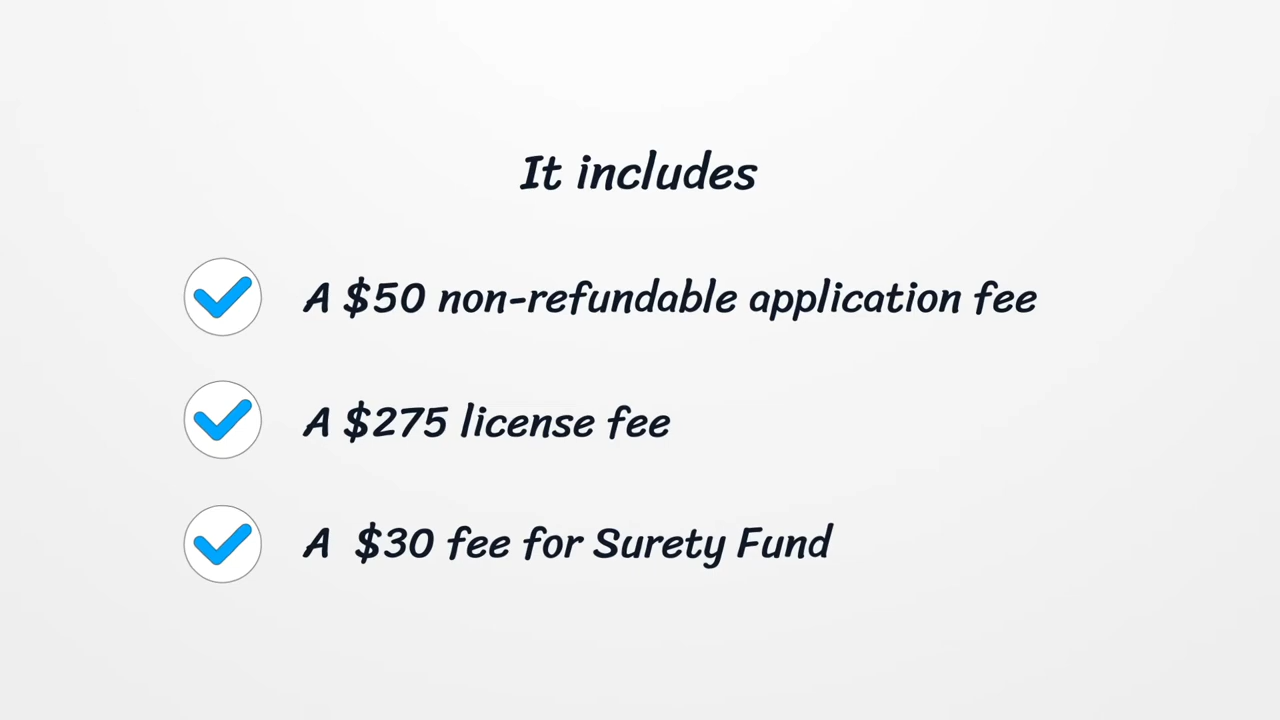 It includes
A $50 non-refundable application fee
A $275 license fee
A $30 fee for Surety Fund